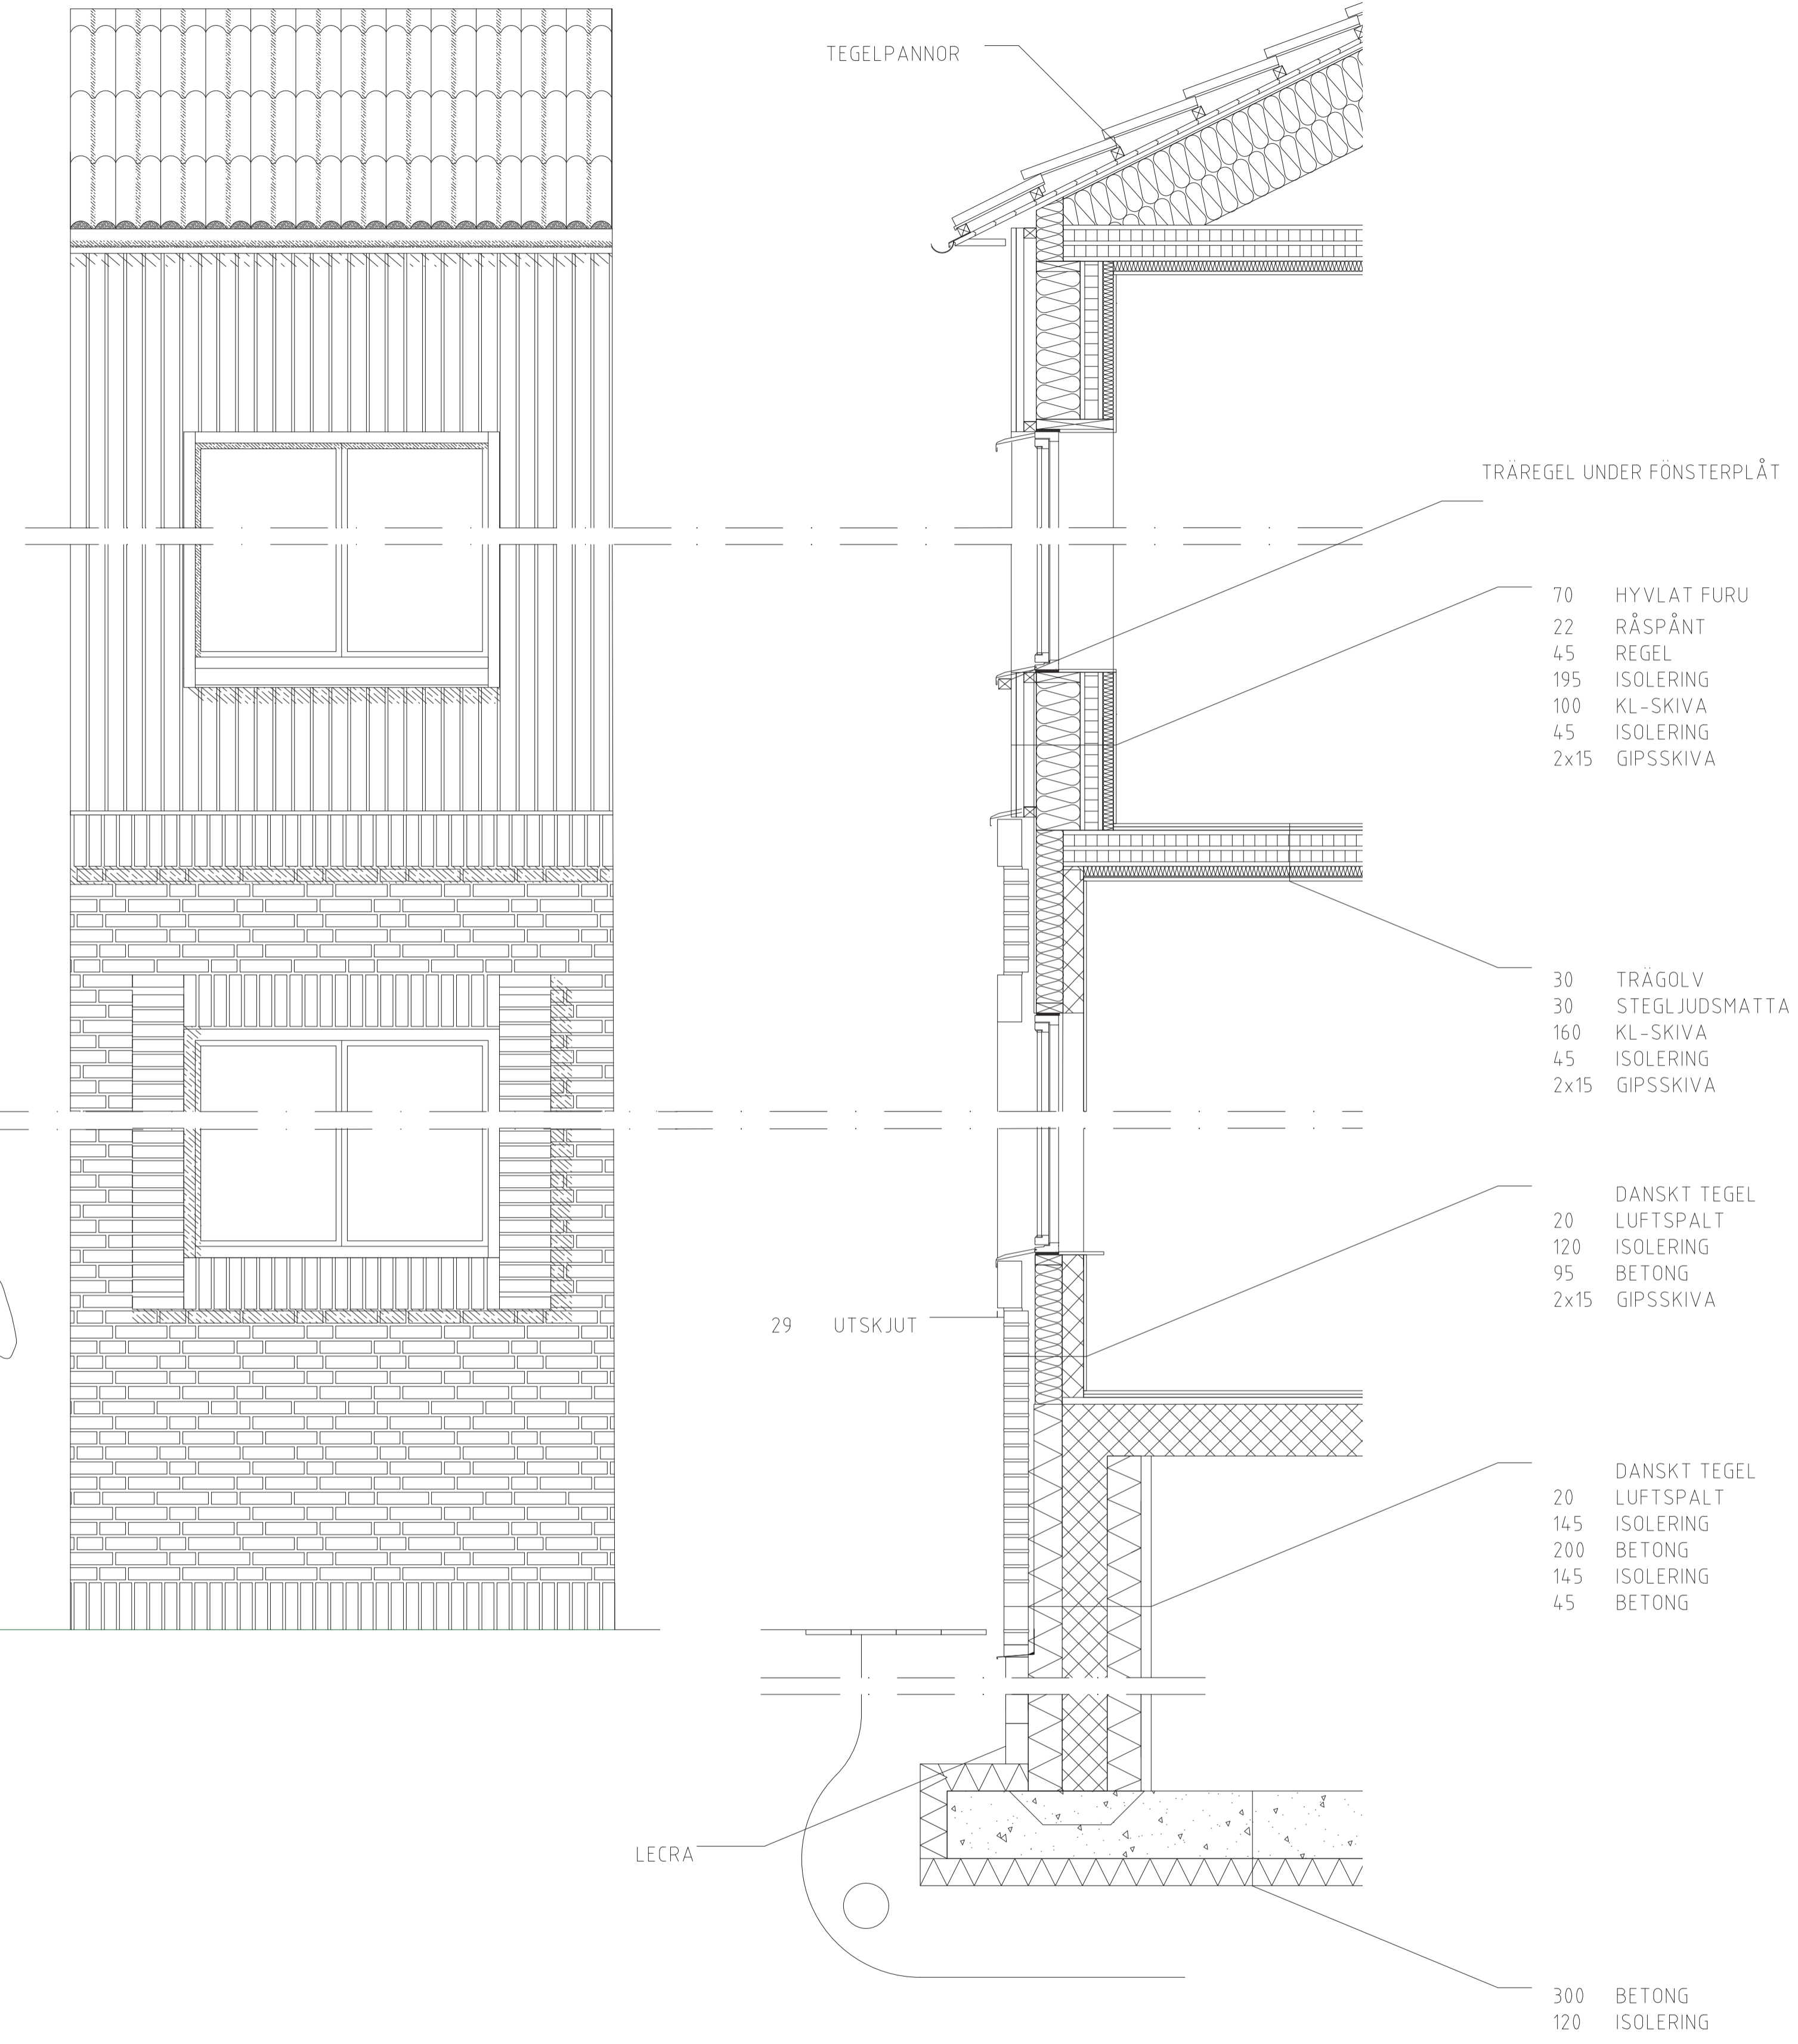 TEGELPANNOR
TRÄREGEL UNDER FÖNSTERPLÅT
70 HYVLAT FURU
22 RÅSPÅNT
45 REGEL
195 ISOLERING
100 KL-SKIVA
45 ISOLERING
2x15 GIPSSKIVA
30 TRÄGOLV
30 STEGLJUDSMATTA
160 KL-SKIVA
45 ISOLERING
2x15 GIPSSKIVA
DANSKT TEGEL
20 LUFTSPALT
120 ISOLERING
95 BETONG
2x15 GIPSSKIVA
29 UTSKJUT
DANSKT TEGEL
20 LUFTSPALT
145 ISOLERING
200 BETONG
145 ISOLERING
45 BETONG
LECRA
300 BETONG
120 ISOLERING